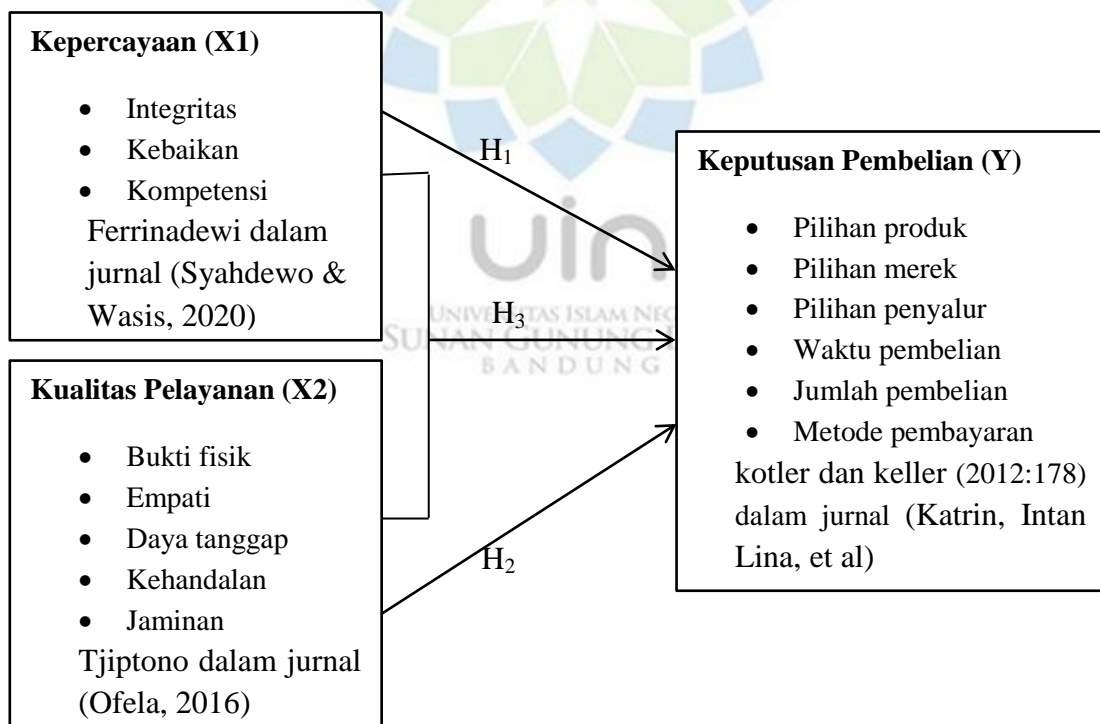 Kepercayaan (X1)
• Integritas
• Kebaikan
• Kompetensi
Ferrinadewi dalam
jurnal (Syahdewo &
Wasis, 2020)
Kualitas Pelayanan (X2)
• Bukti fisik
• Empati
• Daya tanggap
• Kehandalan
• Jaminan
Tjiptono dalam jurnal
(Ofela, 2016)
H1
H3
H2
uin
UNIVERSITAS ISLAM NEG
SUNAN GUNUNG
BANDUNG
Keputusan Pembelian (Y)
• Pilihan produk
• Pilihan merek
• Pilihan penyalur
• Waktu pembelian
• Jumlah pembelian
• Metode pembayaran
kotler dan keller (2012:178)
dalam jurnal (Katrin, Intan
Lina, et al)